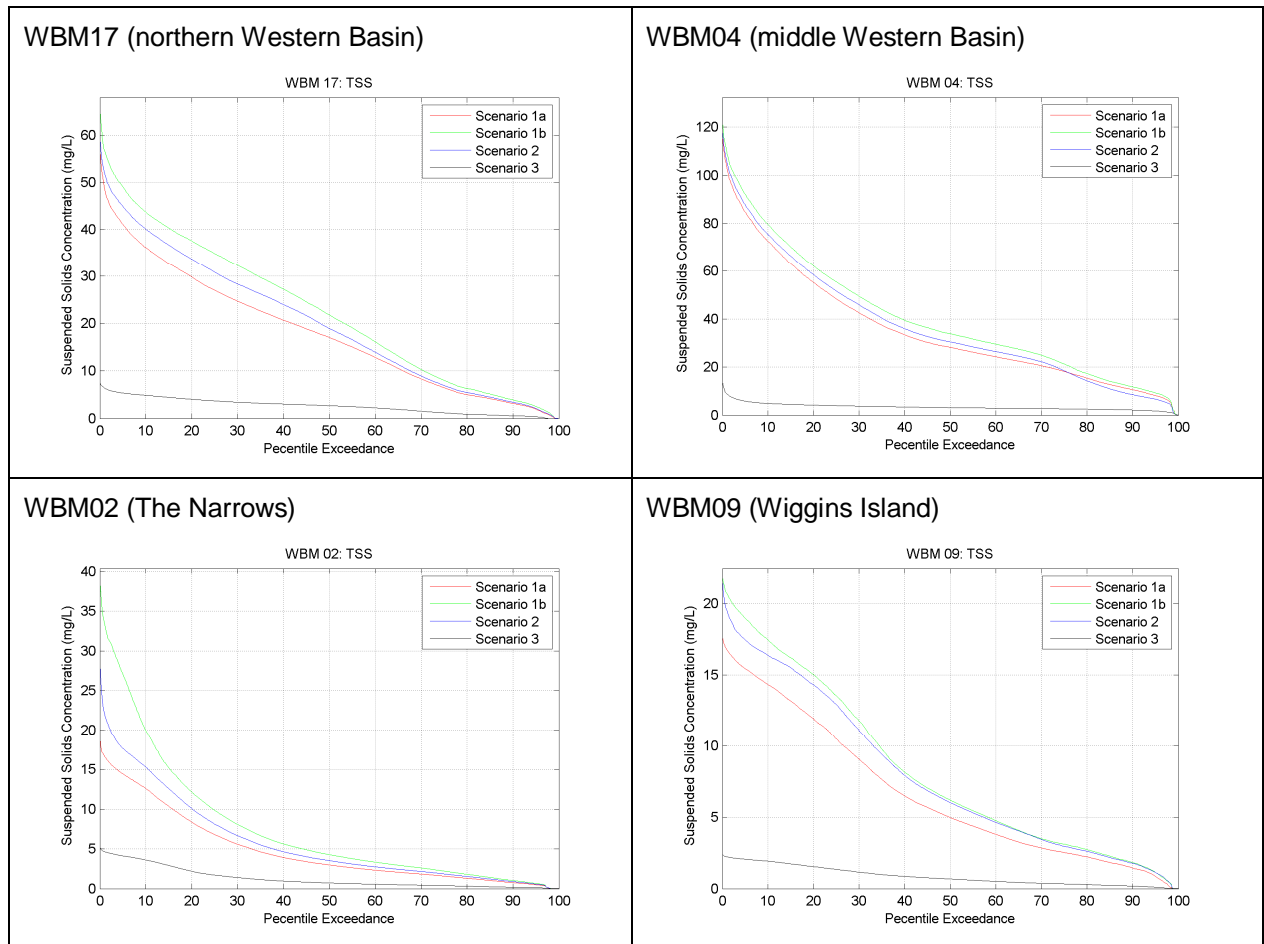 WBM17 (northern Western Basin)
WBM 17: TSS
Suspended Solids Concentration (mg/L)
60
50
40
30
20
10
0
Scenario 1a
Scenario 1b
Scenario 2
Scenario 3
0 10 20 30 40 50 60 70 80 90 100
Pecentile Exceedance
WBM04 (middle Western Basin)
WBM 04: TSS
Suspended Solids Concentration (mg/L)
120
100
80
60
40
20
0
Scenario 1a
Scenario 1b
Scenario 2
Scenario 3
0 10 20 30 40 50 60 70 80 90 100
Pecentile Exceedance
WBM02 (The Narrows)
WBM 02: TSS
Suspended Solids Concentration (mg/L)
40
35
30
25
20
15
10
5
0
Scenario 1a
Scenario 1b
Scenario 2
Scenario 3
0 10 20 30 40 50 60 70 80 90 100
Pecentile Exceedance
WBM09 (Wiggins Island)
WBM 09: TSS
Suspended Solids Concentration (mg/L)
20
15
10
5
0
Scenario 1a
Scenario 1b
Scenario 2
Scenario 3
0 10 20 30 40 50 60 70 80 90 100
Pecentile Exceedance